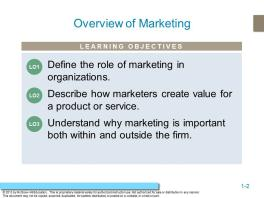 Overview of Marketing
LEARNING OBJECTIVES
LO1 Define the role of marketing in
organizations.
LO2 Describe how marketers create value for
a product or service.
LO3 Understand why marketing is important
both within and outside the firm.
1-2